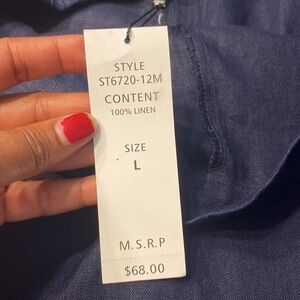 STYLE
ST6720-12M
CONTENT
100% LINEN
SIZE
L
M.S.R.P
$68.00